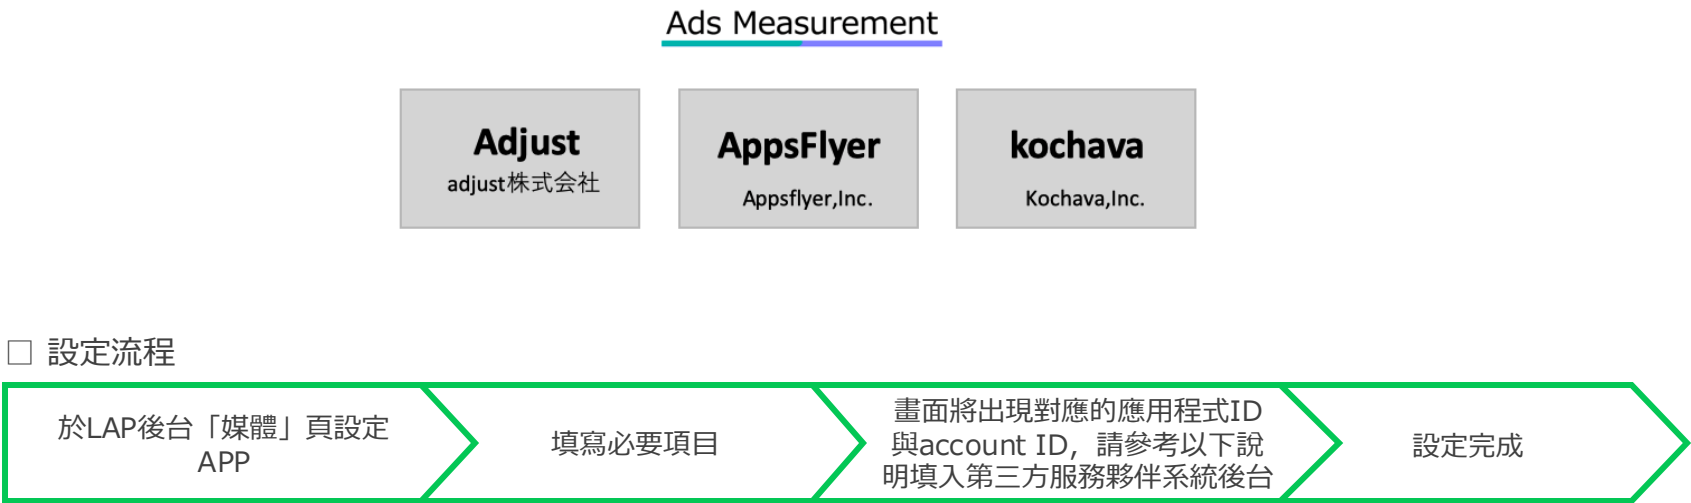 Ads Measurement
Adjust
adjust株式会社
AppsFlyer
Appsflyer,Inc.
kochava
Kochava,Inc.
□ 設定流程
於LAP後台「媒體」頁設定
APP
填寫必要項目
畫面將出現對應的應用程式ID
與account ID，請參考以下說
明填入第三方服務夥伴系統後台
設定完成